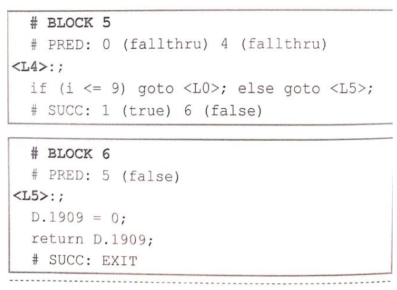 # BLOCK 5
# PRED: 0 (fallthru) 4 (fallthru)
<L4>:;
if (i <= 9) goto <L0>; else goto <L5>;
# SUCC: 1 (true) 6 (false)
# BLOCK 6
# PRED: 5 (false)
<L5>:;
D.1909 = 0;
return D.1909;
# SUCC: EXIT